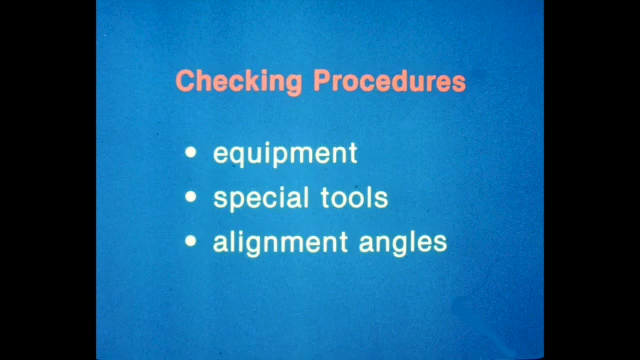 Checking Procedures
• equipment
• special tools
• alignment angles